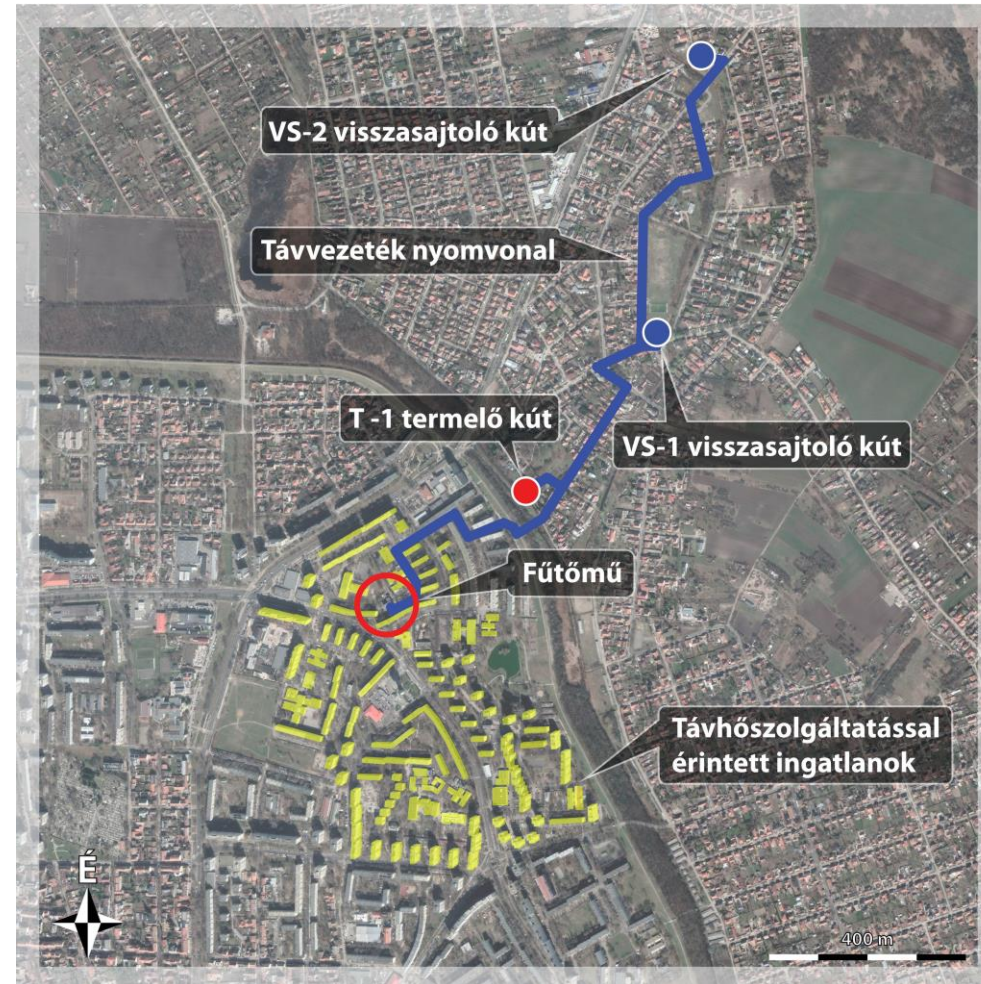 VS-2 visszasajtoló kút
Távvezeték nyomvonal
T -1 termelő kút
VS-1 visszasajtoló kút
Fűtőmű
Távhőszolgáltatással
érintett ingatlanok
É
400 m